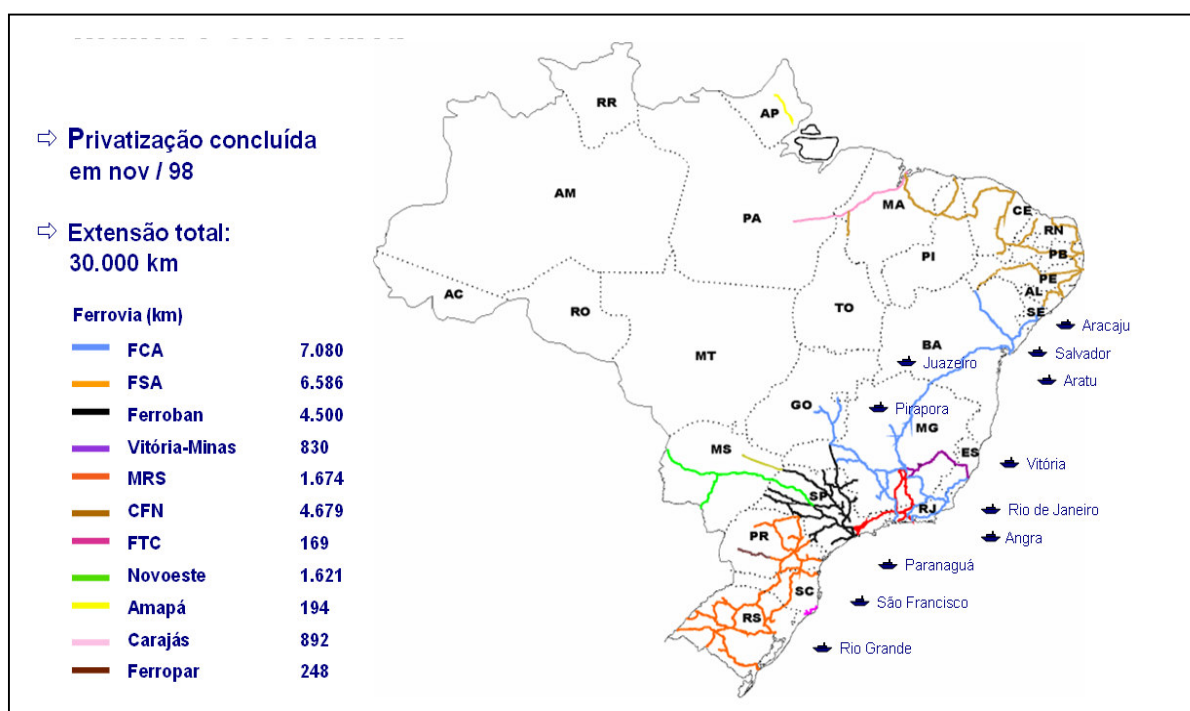 Privatização concluída
em nov / 98
Extensão total:
30.000 km
Ferrovia (km)
FCA 7.080
FSA 6.586
Ferroban 4.500
Vitória-Minas 830
MRS 1.674
CFN 4.679
FTC 169
Novoeste 1.621
Amapá 194
Carajás 892
Ferropar 248
RR
AP
AM
PA
MA
CE
RN
PB
PE
AL
SE
PI
AC
RO
TO
MT
BA
GO
MG
MS
ES
SP
RJ
PR
SC
RS
Aracaju
Salvador
Juazeiro
Aratu
Pirapora
Vitória
Rio de Janeiro
Angra
Paranaguá
São Francisco
Rio Grande